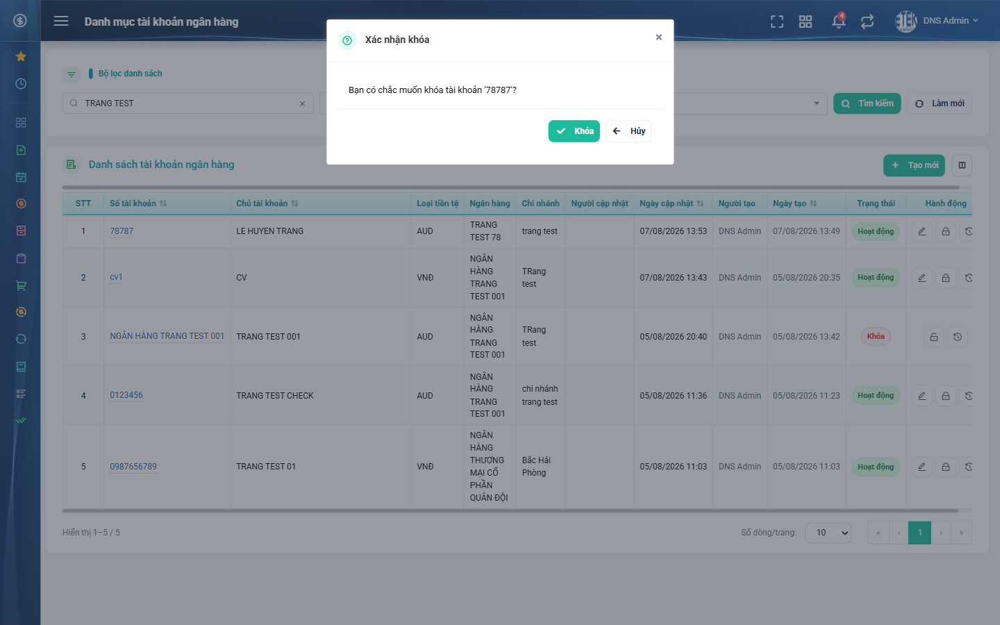 Danh mục tài khoản ngân hàng
4
DNS Admin
Xác nhận khóa
×
Bạn có chắc muốn khóa tài khoản '78787'?
Khóa
Hủy
Bộ lọc danh sách
TRANG TEST
Tìm kiếm
Làm mới
Danh sách tài khoản ngân hàng
Tạo mới
STT Số tài khoản Chủ tài khoản Loại tiền tệ Ngân hàng Chi nhánh Người cập nhật Ngày cập nhật Người tạo Ngày tạo Trạng thái Hành động
1 78787 LE HUYEN TRANG AUD TRANG TEST 78 trang test 07/08/2026 13:53 DNS Admin 07/08/2026 13:49 Hoạt động
2 cv1 CV VNĐ NGÂN HÀNG TRANG TEST 001 TRang test 07/08/2026 13:43 DNS Admin 05/08/2026 20:35 Hoạt động
3 NGÂN HÀNG TRANG TEST 001 TRANG TEST 001 AUD NGÂN HÀNG TRANG TEST 001 TRang test 05/08/2026 20:40 DNS Admin 05/08/2026 13:42 Khóa
4 0123456 TRANG TEST CHECK AUD NGÂN HÀNG TRANG TEST 001 chi nhánh trang test 05/08/2026 11:36 DNS Admin 05/08/2026 11:23 Hoạt động
5 0987656789 TRANG TEST 01 VNĐ NGÂN HÀNG THƯƠNG MẠI CỔ PHẦN QUÂN ĐỘI Bắc Hải Phòng 05/08/2026 11:03 DNS Admin 05/08/2026 11:03 Hoạt động
Hiển thị 1–5 / 5
Số dòng/trang: 10
« ‹ 1 › »